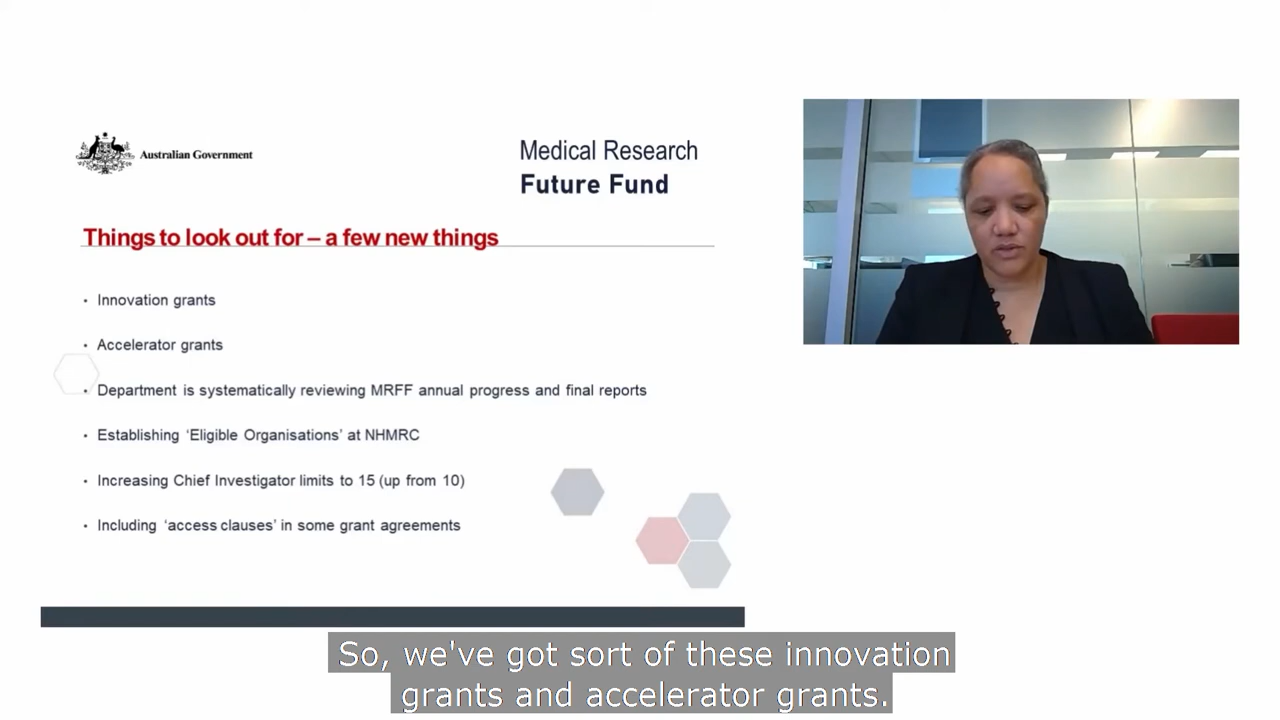 Australian Government
Medical Research
Future Fund
Things to look out for – a few new things
• Innovation grants
• Accelerator grants
• Department is systematically reviewing MRFF annual progress and final reports
• Establishing ‘Eligible Organisations’ at NHMRC
• Increasing Chief Investigator limits to 15 (up from 10)
• Including ‘access clauses’ in some grant agreements
So, we've got sort of these innovation
grants and accelerator grants.